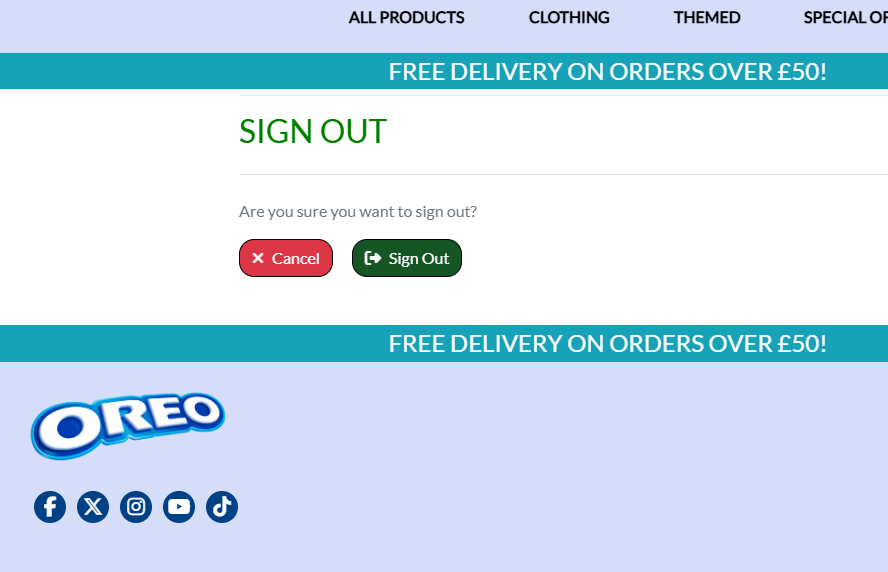 ALL PRODUCTS CLOTHING THEMED SPECIAL OF
FREE DELIVERY ON ORDERS OVER £50!
SIGN OUT
Are you sure you want to sign out?
Cancel Sign Out
FREE DELIVERY ON ORDERS OVER £50!
OREO